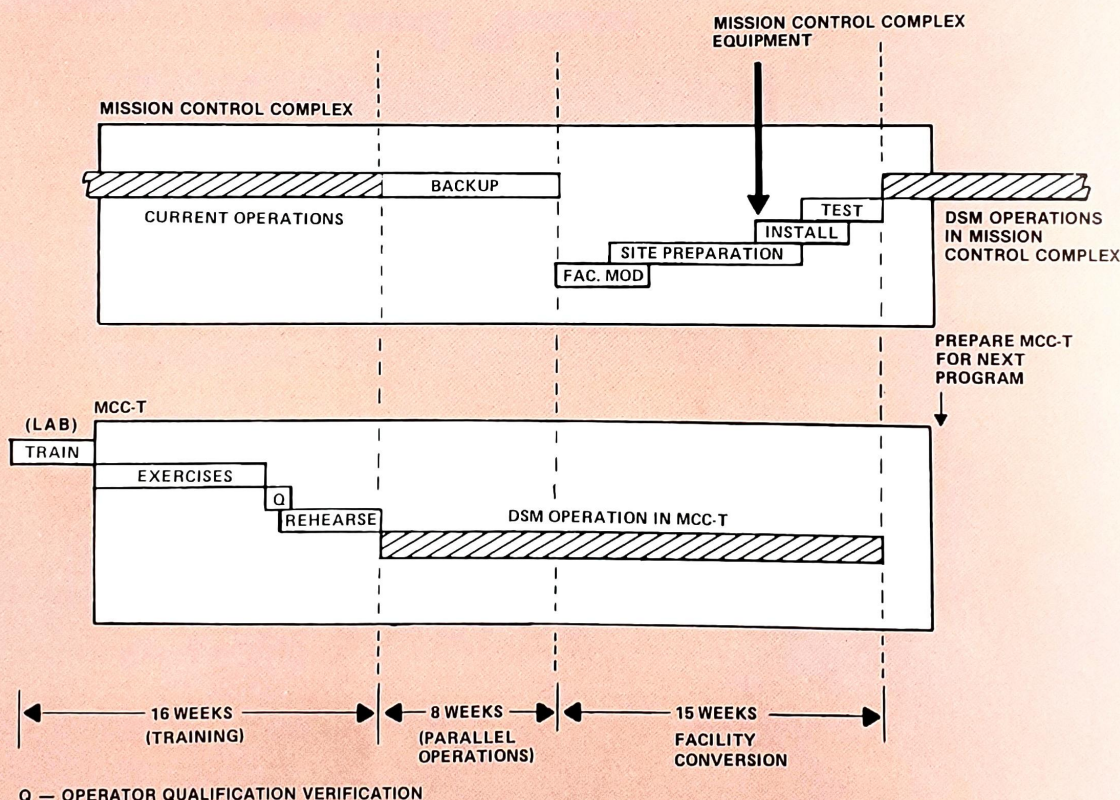 MISSION CONTROL COMPLEX
EQUIPMENT
MISSION CONTROL COMPLEX
BACKUP
CURRENT OPERATIONS
TEST
INSTALL
SITE PREPARATION
FAC. MOD
DSM OPERATIONS
IN MISSION
CONTROL COMPLEX
PREPARE MCC-T
FOR NEXT
PROGRAM
MCC-T
(LAB)
TRAIN
EXERCISES
Q
REHEARSE
DSM OPERATION IN MCC-T
16 WEEKS
(TRAINING)
8 WEEKS
(PARALLEL
OPERATIONS)
15 WEEKS
FACILITY
CONVERSION
Q — OPERATOR QUALIFICATION VERIFICATION